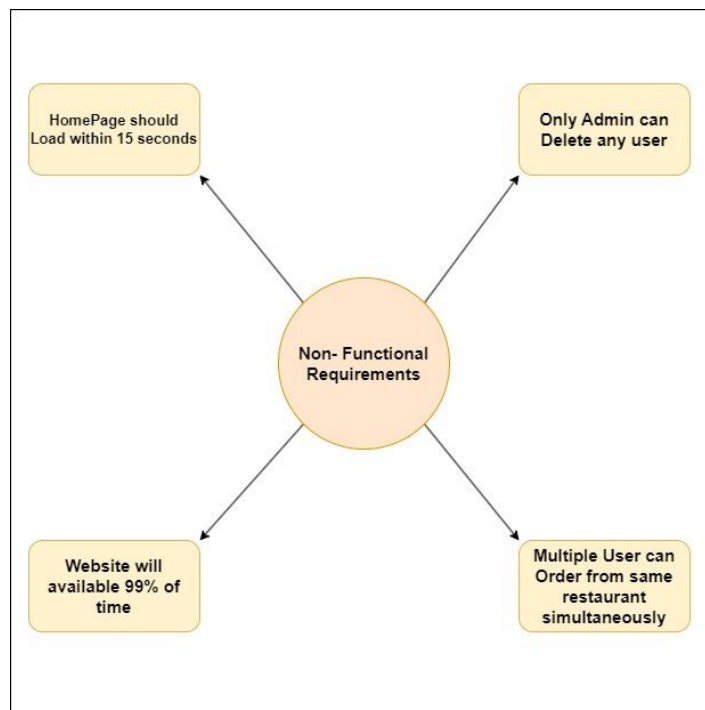 HomePage should
Load within 15 seconds
Only Admin can
Delete any user
Non- Functional
Requirements
Website will
available 99% of
time
Multiple User can
Order from same
restaurant
simultaneously